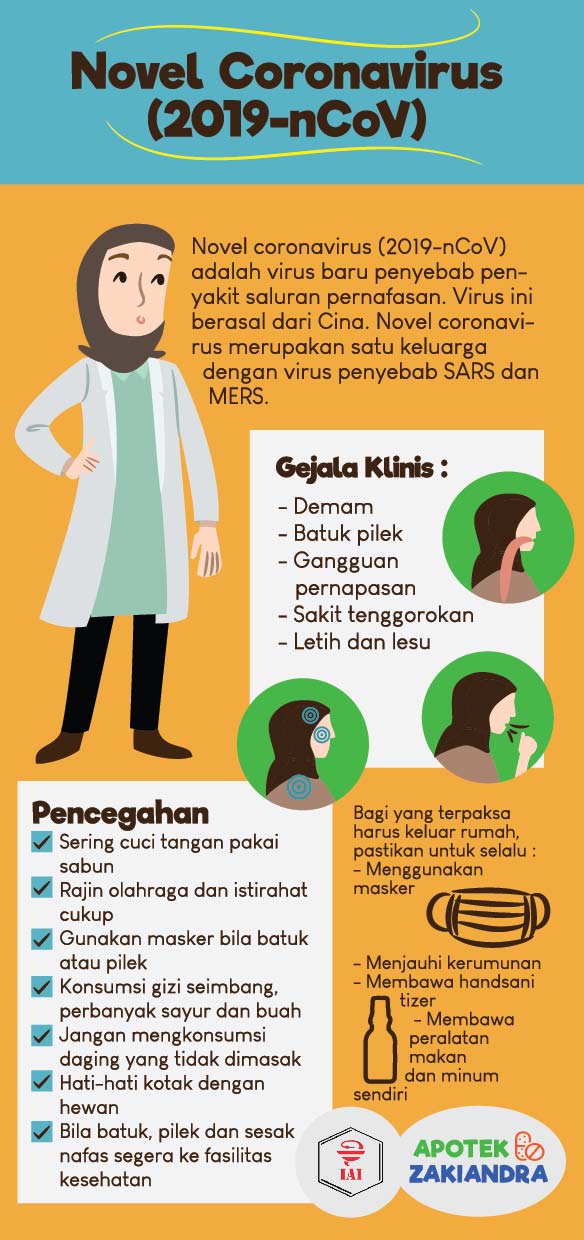 Novel Coronavirus
(2019-nCoV)
Novel coronavirus (2019-nCoV)
adalah virus baru penyebab pen-
yakit saluran pernafasan. Virus ini
berasal dari Cina. Novel coronavi-
rus merupakan satu keluarga
dengan virus penyebab SARS dan
MERS.
Gejala Klinis :
- Demam
- Batuk pilek
- Gangguan
pernapasan
- Sakit tenggorokan
- Letih dan lesu
Pencegahan
Sering cuci tangan pakai
sabun
Rajin olahraga dan istirahat
cukup
Gunakan masker bila batuk
atau pilek
Konsumsi gizi seimbang,
perbanyak sayur dan buah
Jangan mengkonsumsi
daging yang tidak dimasak
Hati-hati kotak dengan
hewan
Bila batuk, pilek dan sesak
nafas segera ke fasilitas
kesehatan
Bagi yang terpaksa
harus keluar rumah,
pastikan untuk selalu :
- Menggunakan
masker
- Menjauhi kerumunan
- Membawa handsani
tizer
- Membawa
peralatan
makan
dan minum
sendiri
IAI
APOTEK
ZAKIANDRA